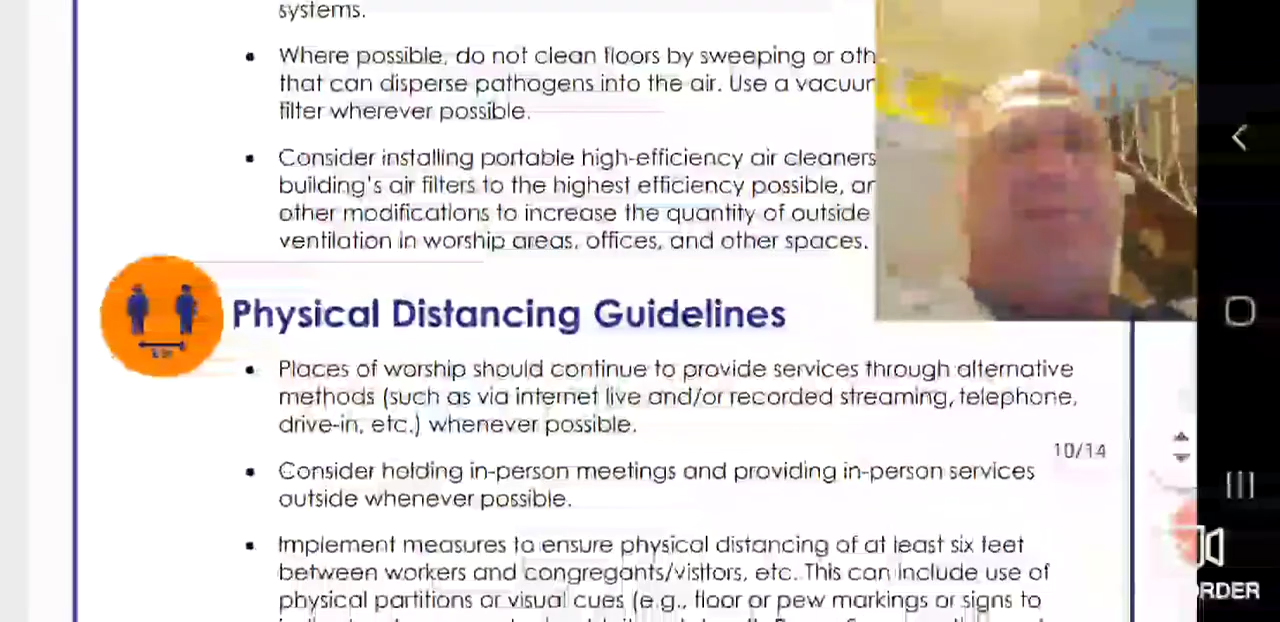 systems.
Where possible, do not clean floors by sweeping or oth
that can disperse pathogens into the air. Use a vacuum
filter wherever possible.
Consider installing portable high-efficiency air cleaners
building's air filters to the highest efficiency possible, an
other modifications to increase the quantity of outside
ventilation in worship areas, offices, and other spaces.
Physical Distancing Guidelines
Places of worship should continue to provide services through alternative
methods (such as via internet live and/or recorded streaming, telephone,
drive-in, etc.) whenever possible.
10/14
Consider holding in-person meetings and providing in-person services
outside whenever possible.
Implement measures to ensure physical distancing of at least six feet
between workers and congregants/visitors, etc. This can include use of
physical partitions or visual cues (e.g., floor or pew markings or signs to
ORDER